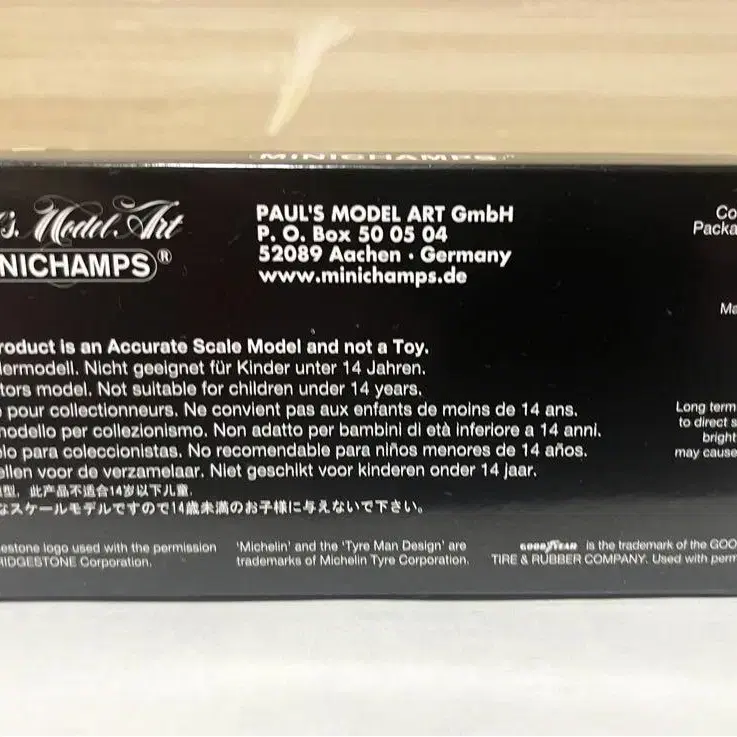 MINICHAMPS
's Model Art
NICHAMPS®
PAUL'S MODEL ART GmbH
P. O. Box 50 05 04
52089 Aachen · Germany
www.minichamps.de
Co
Packa
Ma
roduct is an Accurate Scale Model and not a Toy.
lermodell. Nicht geeignet für Kinder unter 14 Jahren.
tors model. Not suitable for children under 14 years.
pour collectionneurs. Ne convient pas aux enfants de moins de 14 ans.
nodello per collezionismo. Non adatto per bambini di età inferiore a 14 anni.
lo para coleccionistas. No recomendable para niños menores de 14 años.
ellen voor de verzamelaar. Niet geschikt voor kinderen onder 14 jaar.
型, 此产品不适合14岁以下儿童.
なスケールモデルですので14歳未満のお子様に与えないで下さい。
Long term
to direct s
bright
may cause
estone logo used with the permission
RIDGESTONE Corporation.
'Michelin' and the 'Tyre Man Design' are
trademarks of Michelin Tyre Corporation.
GOODYEAR is the trademark of the GOO
TIRE & RUBBER COMPANY. Used with perm